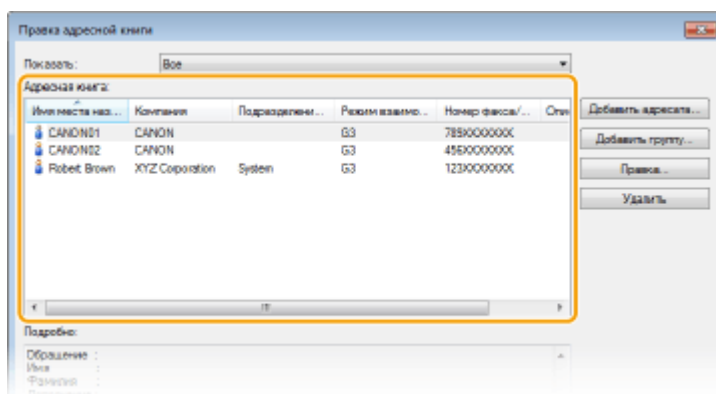 Правка адресной книги
Показать: Все
Адресная книга:
Имя места наз... Компания Подразделени... Режим взаимо... Номер факса/... Опи
CANON01 CANON G3 789XXXXXXX
CANON02 CANON G3 456XXXXXXX
Robert Brown XYZ Corporation System G3 123XXXXXXX
Добавить адресата...
Добавить группу...
Правка...
Удалить
Подробно:
Обращение :
Имя :
Фамилия :